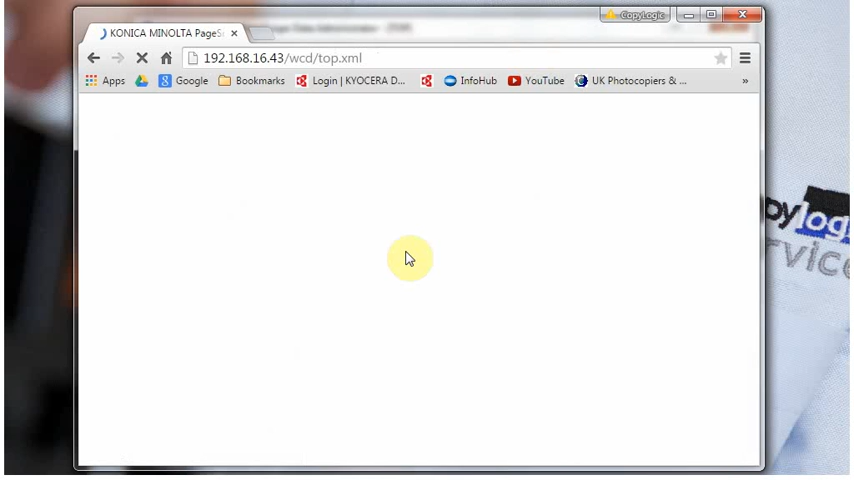 CopyLogic
KONICA MINOLTA PageS
192.168.16.43/wcd/top.xml
Apps Google Bookmarks Login | KYOCERA D... InfoHub YouTube UK Photocopiers & ... »
pylog
rvice